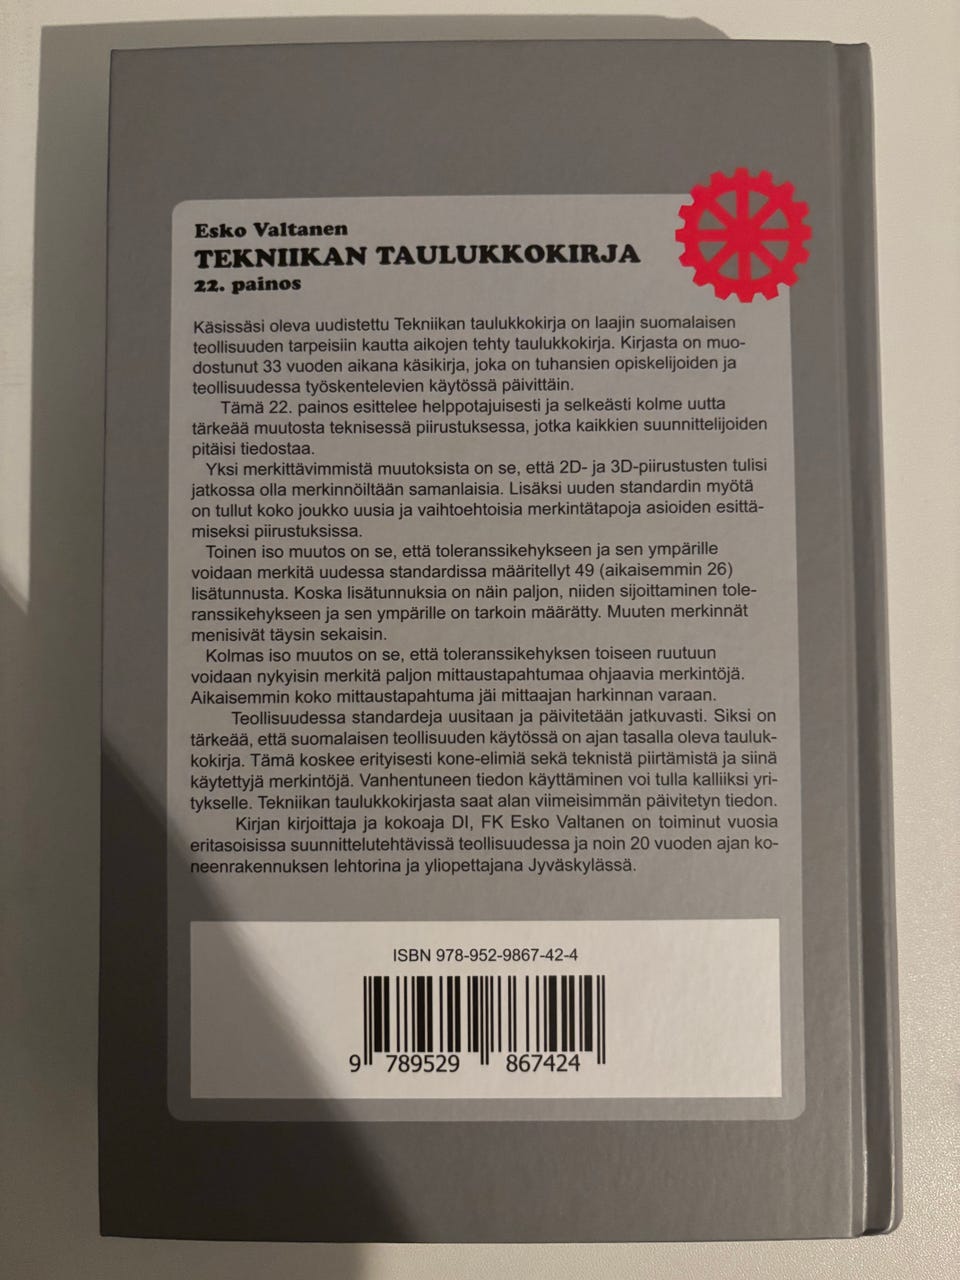 Esko Valtanen
TEKNIIKAN TAULUKKOKIRJA
22. painos
Käsissäsi oleva uudistettu Tekniikan taulukkokirja on laajin suomalaisen
teollisuuden tarpeisiin kautta aikojen tehty taulukkokirja. Kirjasta on muo-
dostunut 33 vuoden aikana käsikirja, joka on tuhansien opiskelijoiden ja
teollisuudessa työskentelevien käytössä päivittäin.
Tämä 22. painos esittelee helppotajuisesti ja selkeästi kolme uutta
tärkeää muutosta teknisessä piirustuksessa, jotka kaikkien suunnittelijoiden
pitäisi tiedostaa.
Yksi merkittävimmistä muutoksista on se, että 2D- ja 3D-piirustusten tulisi
jatkossa olla merkinnöiltään samanlaisia. Lisäksi uuden standardin myötä
on tullut koko joukko uusia ja vaihtoehtoisia merkintätapoja asioiden esittä-
miseksi piirustuksissa.
Toinen iso muutos on se, että toleranssikehykseen ja sen ympärille
voidaan merkitä uudessa standardissa määritellyt 49 (aikaisemmin 26)
lisätunnusta. Koska lisätunnuksia on näin paljon, niiden sijoittaminen tole-
ranssikehykseen ja sen ympärille on tarkoin määrätty. Muuten merkinnät
menisivät täysin sekaisin.
Kolmas iso muutos on se, että toleranssikehyksen toiseen ruutuun
voidaan nykyisin merkitä paljon mittaustapahtumaa ohjaavia merkintöjä.
Aikaisemmin koko mittaustapahtuma jäi mittaajan harkinnan varaan.
Teollisuudessa standardeja uusitaan ja päivitetään jatkuvasti. Siksi on
tärkeää, että suomalaisen teollisuuden käytössä on ajan tasalla oleva tauluk-
kokirja. Tämä koskee erityisesti kone-elimiä sekä teknistä piirtämistä ja siinä
käytettyjä merkintöjä. Vanhentuneen tiedon käyttäminen voi tulla kalliiksi yri-
tykselle. Tekniikan taulukkokirjasta saat alan viimeisimmän päivitetyn tiedon.
Kirjan kirjoittaja ja kokoaja DI, FK Esko Valtanen on toiminut vuosia
eritasoisissa suunnittelutehtävissä teollisuudessa ja noin 20 vuoden ajan ko-
neenrakennuksen lehtorina ja yliopettajana Jyväskylässä.
ISBN 978-952-9867-42-4
9 789529 867424